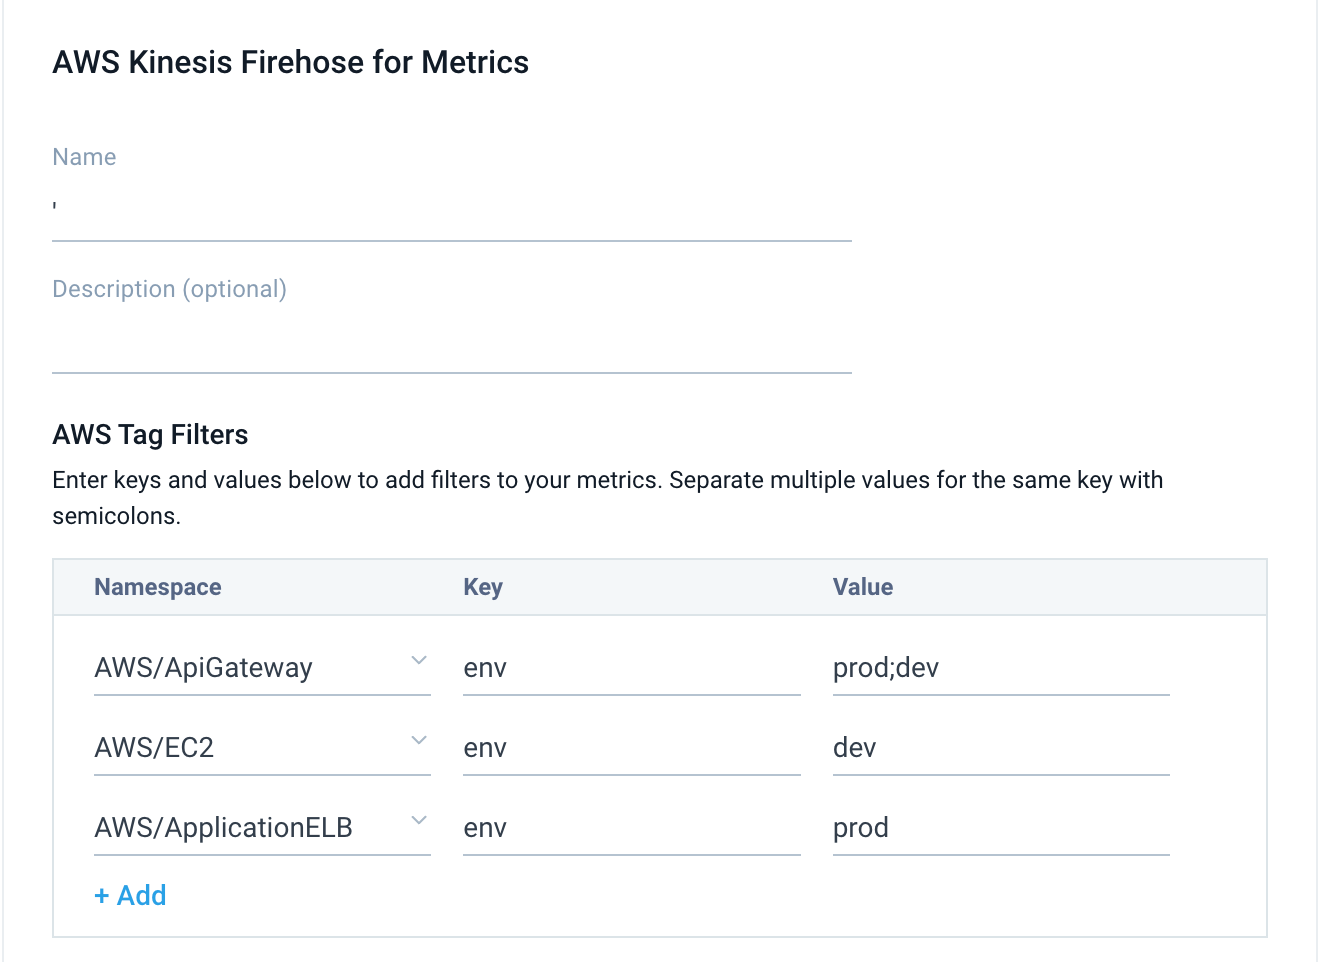 AWS Kinesis Firehose for Metrics
Name
'
Description (optional)
AWS Tag Filters
Enter keys and values below to add filters to your metrics. Separate multiple values for the same key with
semicolons.
Namespace Key Value
AWS/ApiGateway env prod;dev
AWS/EC2 env dev
AWS/ApplicationELB env prod
+ Add